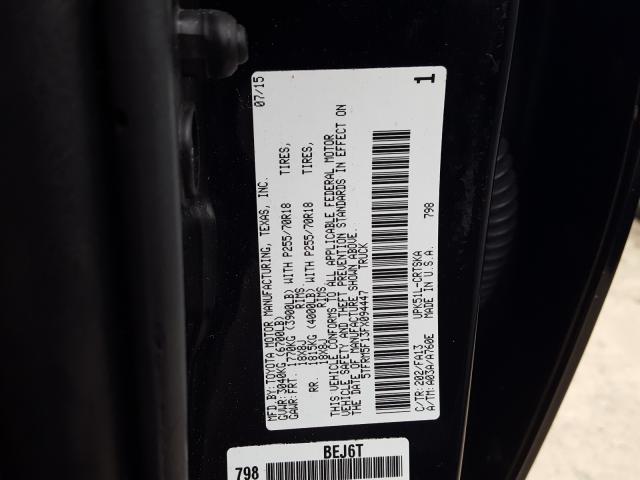 07/15
1
MFD.BY:TOYOTA MOTOR MANUFACTURING, TEXAS, INC.
GVWR:3040KG (6700LB)
GAWR:FRT. 1770KG (3900LB) WITH P255/70R18 TIRES,
18X8J RIMS
RR. 1815KG (4000LB) WITH P255/70R18 TIRES,
18X8J RIMS
THIS VEHICLE CONFORMS TO ALL APPLICABLE FEDERAL MOTOR
VEHICLE SAFETY AND THEFT PREVENTION STANDARDS IN EFFECT ON
THE DATE OF MANUFACTURE SHOWN ABOVE.
5TFRM5F13FX094447 TRUCK
C/TR:202/FA13 UPK51L-CRTSKA 798
A/TM:A03A/A760E MADE IN U.S.A.
BEJ6T
798